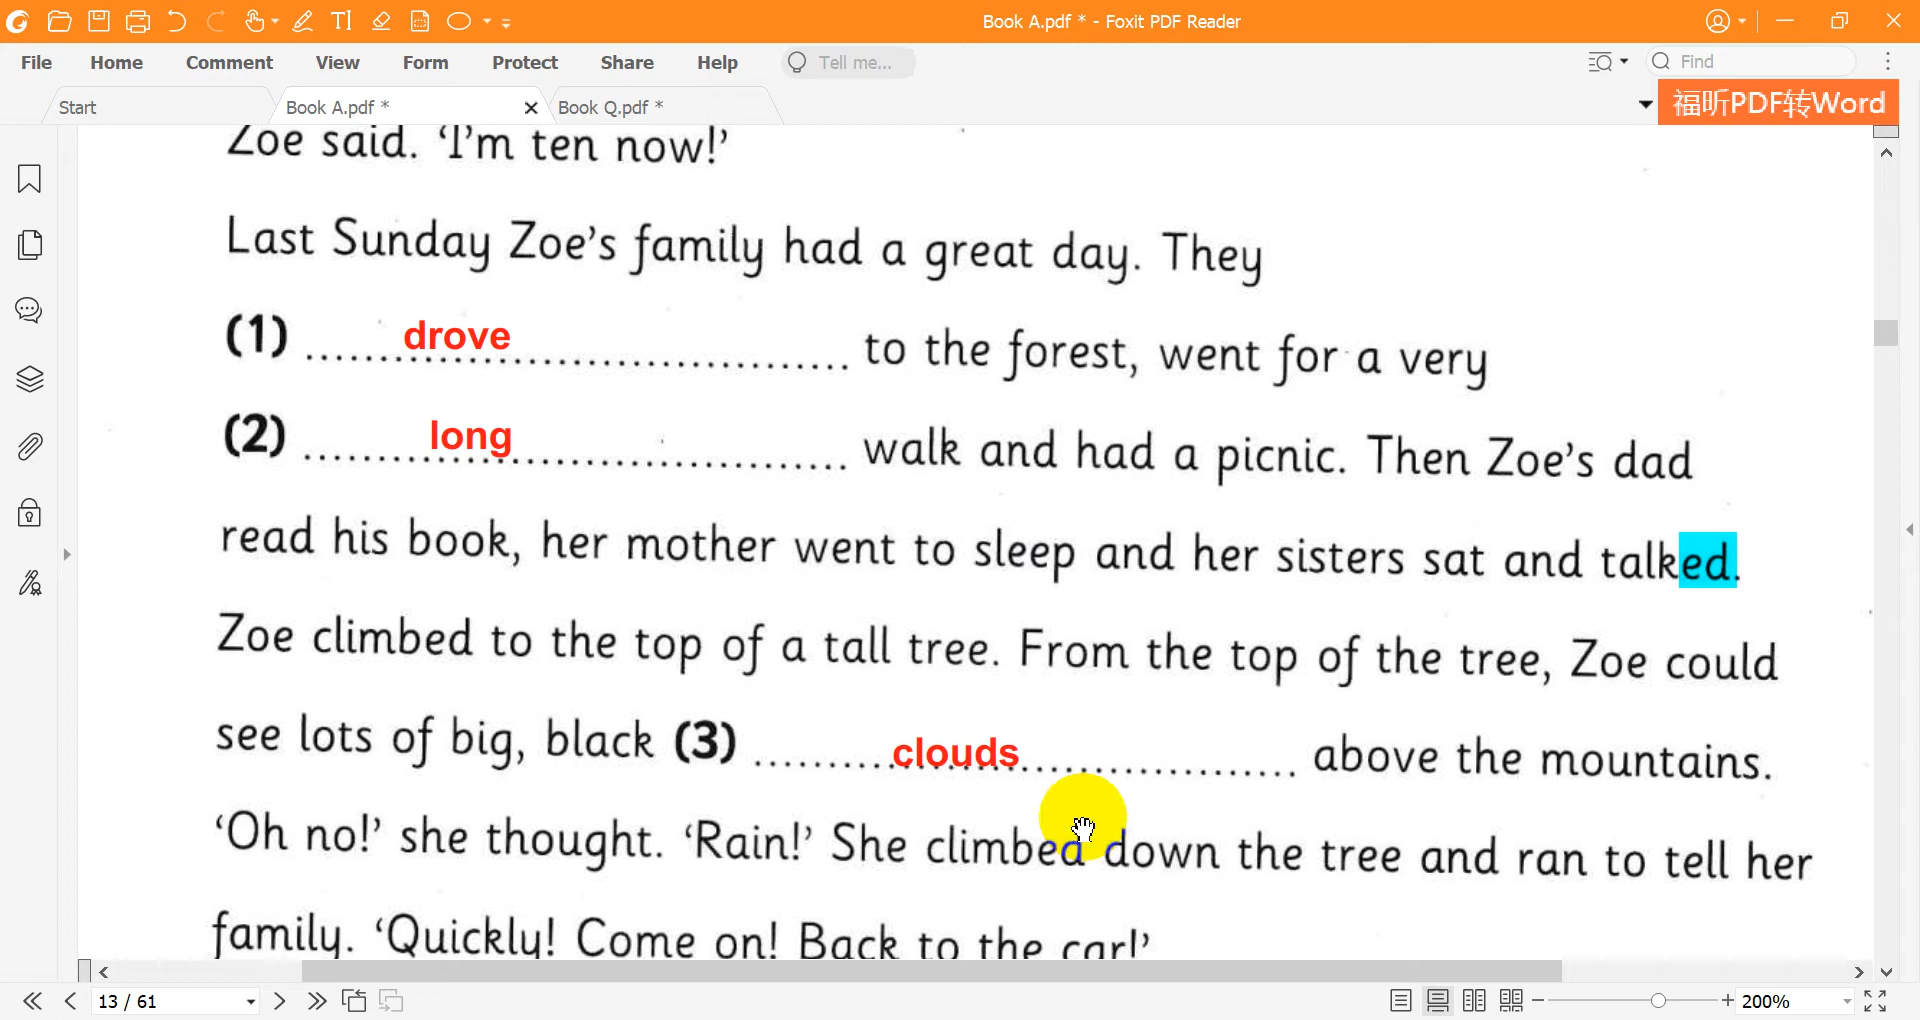 Book A.pdf * - Foxit PDF Reader
File Home Comment View Form Protect Share Help Tell me... Find
Start Book A.pdf * Book Q.pdf * 福昕PDF转Word
Zoe said. ‘I’m ten now!’
Last Sunday Zoe’s family had a great day. They
(1) drove to the forest, went for a very
(2) long walk and had a picnic. Then Zoe’s dad
read his book, her mother went to sleep and her sisters sat and talked.
Zoe climbed to the top of a tall tree. From the top of the tree, Zoe could
see lots of big, black (3) clouds above the mountains.
‘Oh no!’ she thought. ‘Rain!’ She climbed down the tree and ran to tell her
family. ‘Quickly! Come on! Back to the car!’
13 / 61 200%